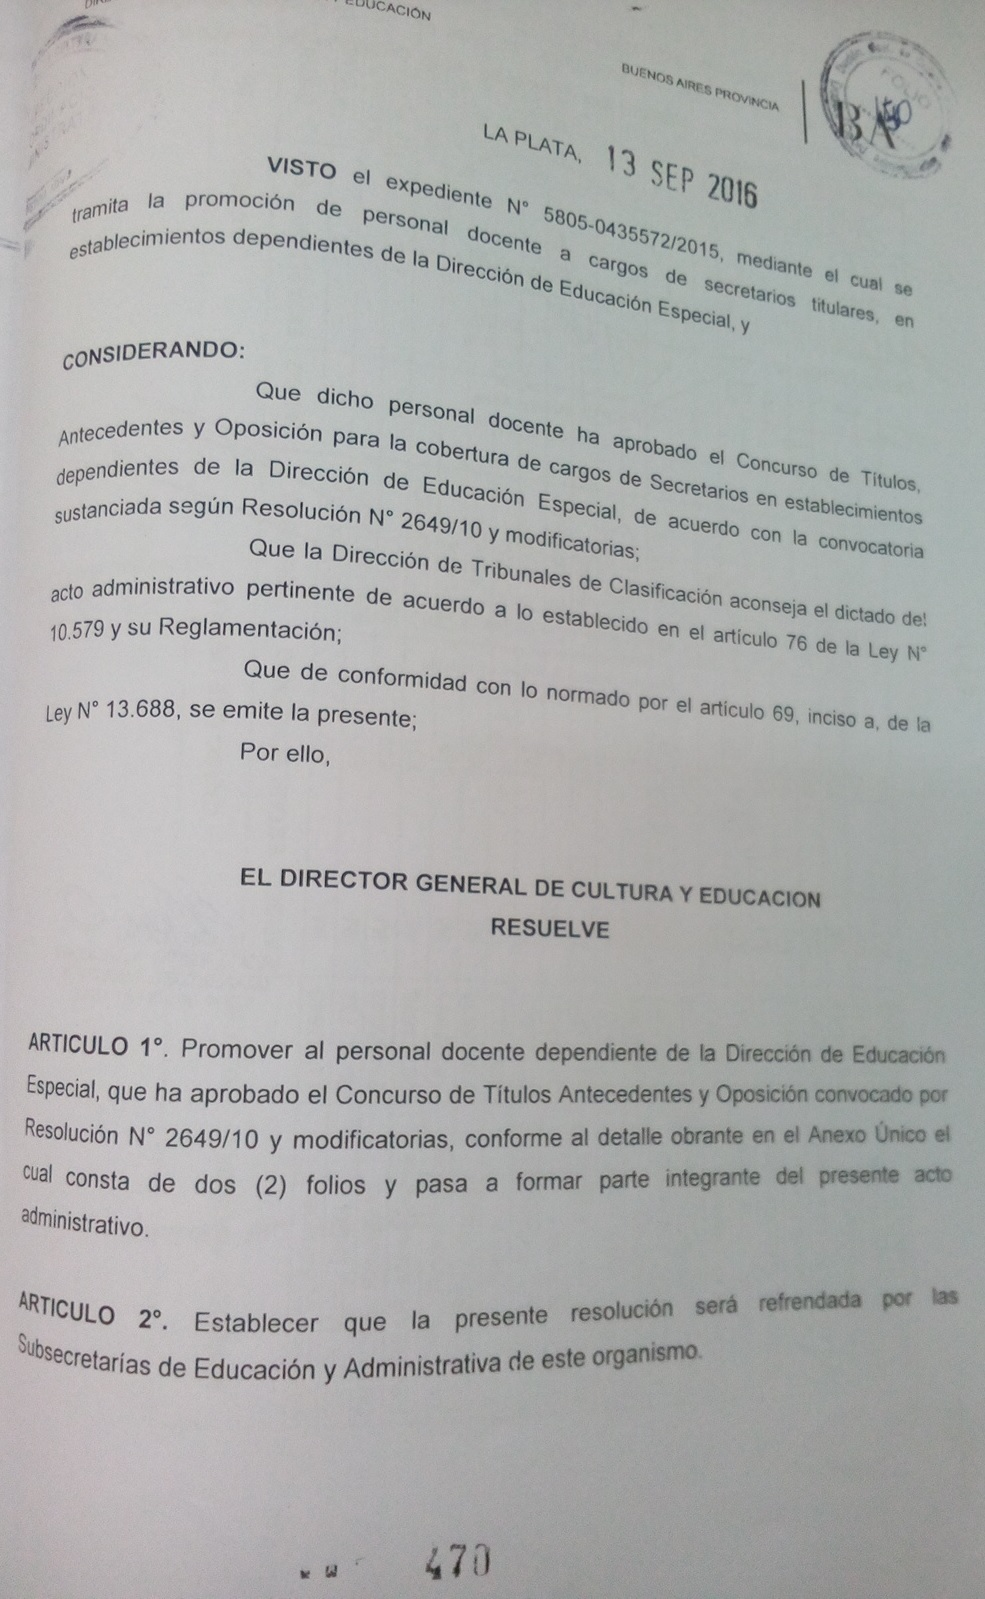 EDUCACIÓN
BUENOS AIRES PROVINCIA
BA
FOLIO
LA PLATA, 13 SEP 2016
VISTO el expediente N° 5805-0435572/2015, mediante el cual se
tramita la promoción de personal docente a cargos de secretarios titulares, en
establecimientos dependientes de la Dirección de Educación Especial, y
CONSIDERANDO:
Que dicho personal docente ha aprobado el Concurso de Títulos,
Antecedentes y Oposición para la cobertura de cargos de Secretarios en establecimientos
dependientes de la Dirección de Educación Especial, de acuerdo con la convocatoria
sustanciada según Resolución N° 2649/10 y modificatorias;
Que la Dirección de Tribunales de Clasificación aconseja el dictado del
acto administrativo pertinente de acuerdo a lo establecido en el artículo 76 de la Ley N°
10.579 y su Reglamentación;
Que de conformidad con lo normado por el artículo 69, inciso a, de la
Ley N° 13.688, se emite la presente;
Por ello,
EL DIRECTOR GENERAL DE CULTURA Y EDUCACION
RESUELVE
ARTICULO 1°. Promover al personal docente dependiente de la Dirección de Educación
Especial, que ha aprobado el Concurso de Títulos Antecedentes y Oposición convocado por
Resolución N° 2649/10 y modificatorias, conforme al detalle obrante en el Anexo Único el
cual consta de dos (2) folios y pasa a formar parte integrante del presente acto
administrativo.
ARTICULO 2°. Establecer que la presente resolución será refrendada por las
Subsecretarías de Educación y Administrativa de este organismo.
470